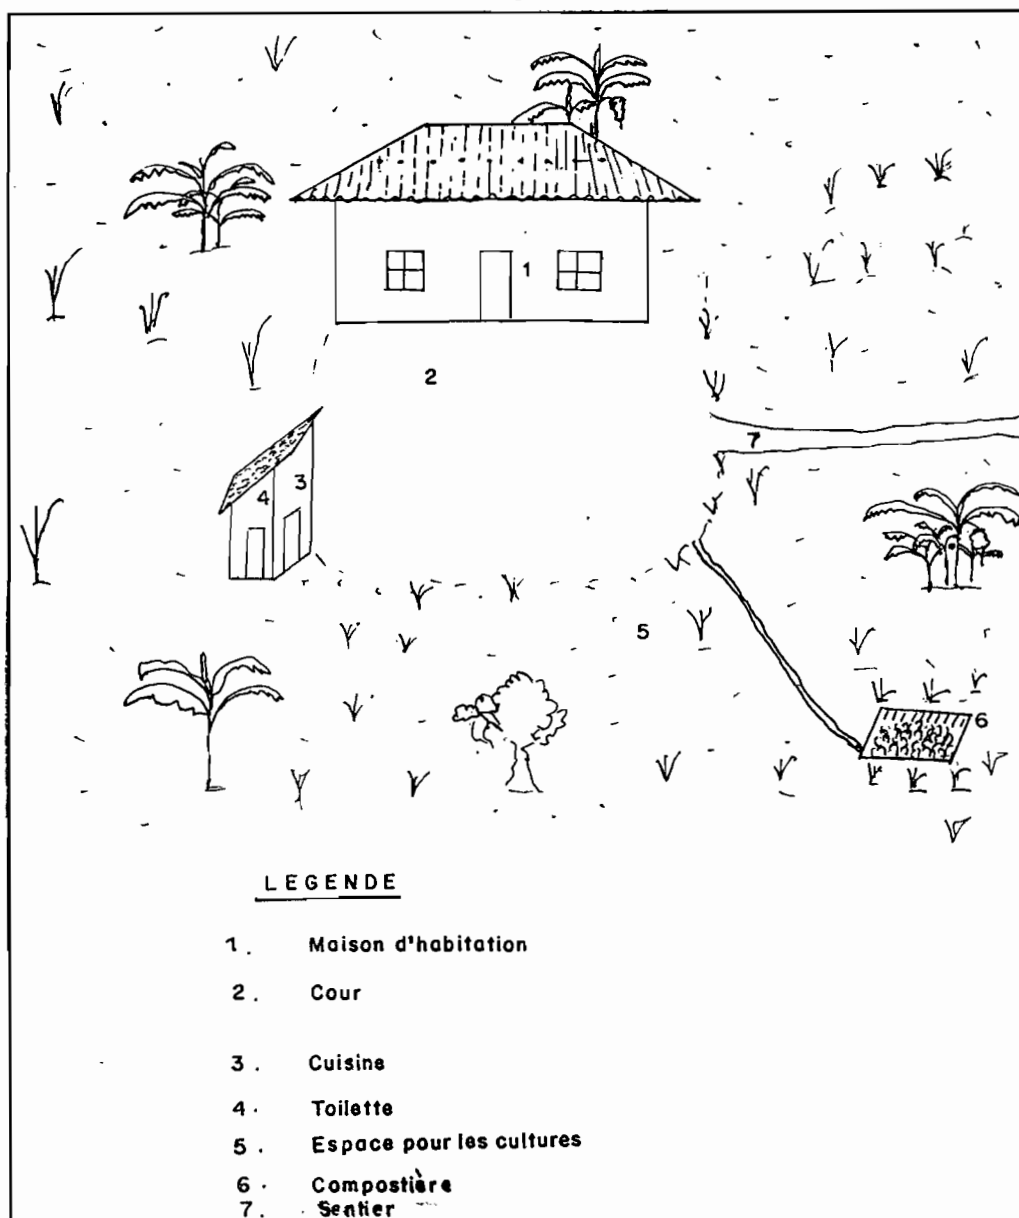 1
2
7
3
4
5
6
LEGENDE
1. Maison d'habitation
2. Cour
3. Cuisine
4. Toilette
5. Espace pour les cultures
6. Compostière
7. Sentier